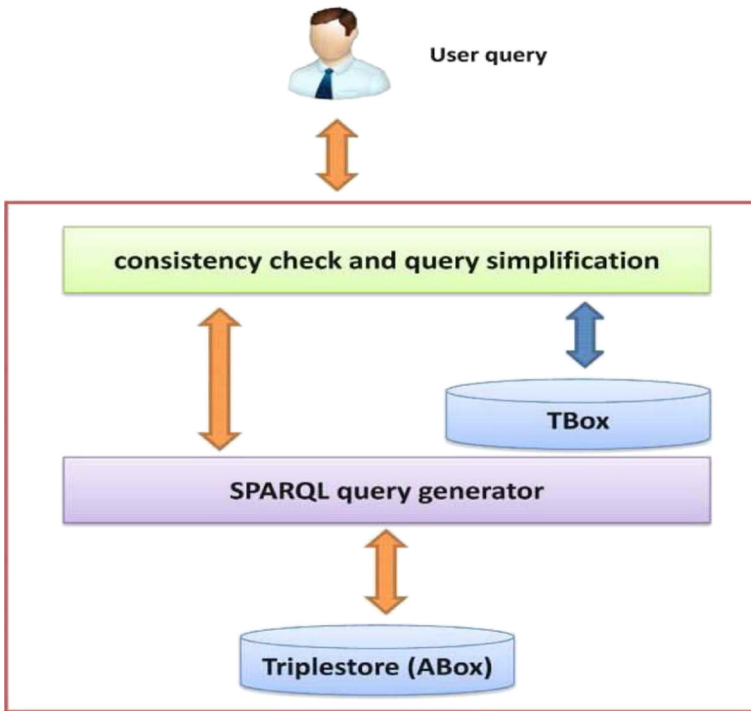 User query
consistency check and query simplification
TBox
SPARQL query generator
Triplestore (ABox)